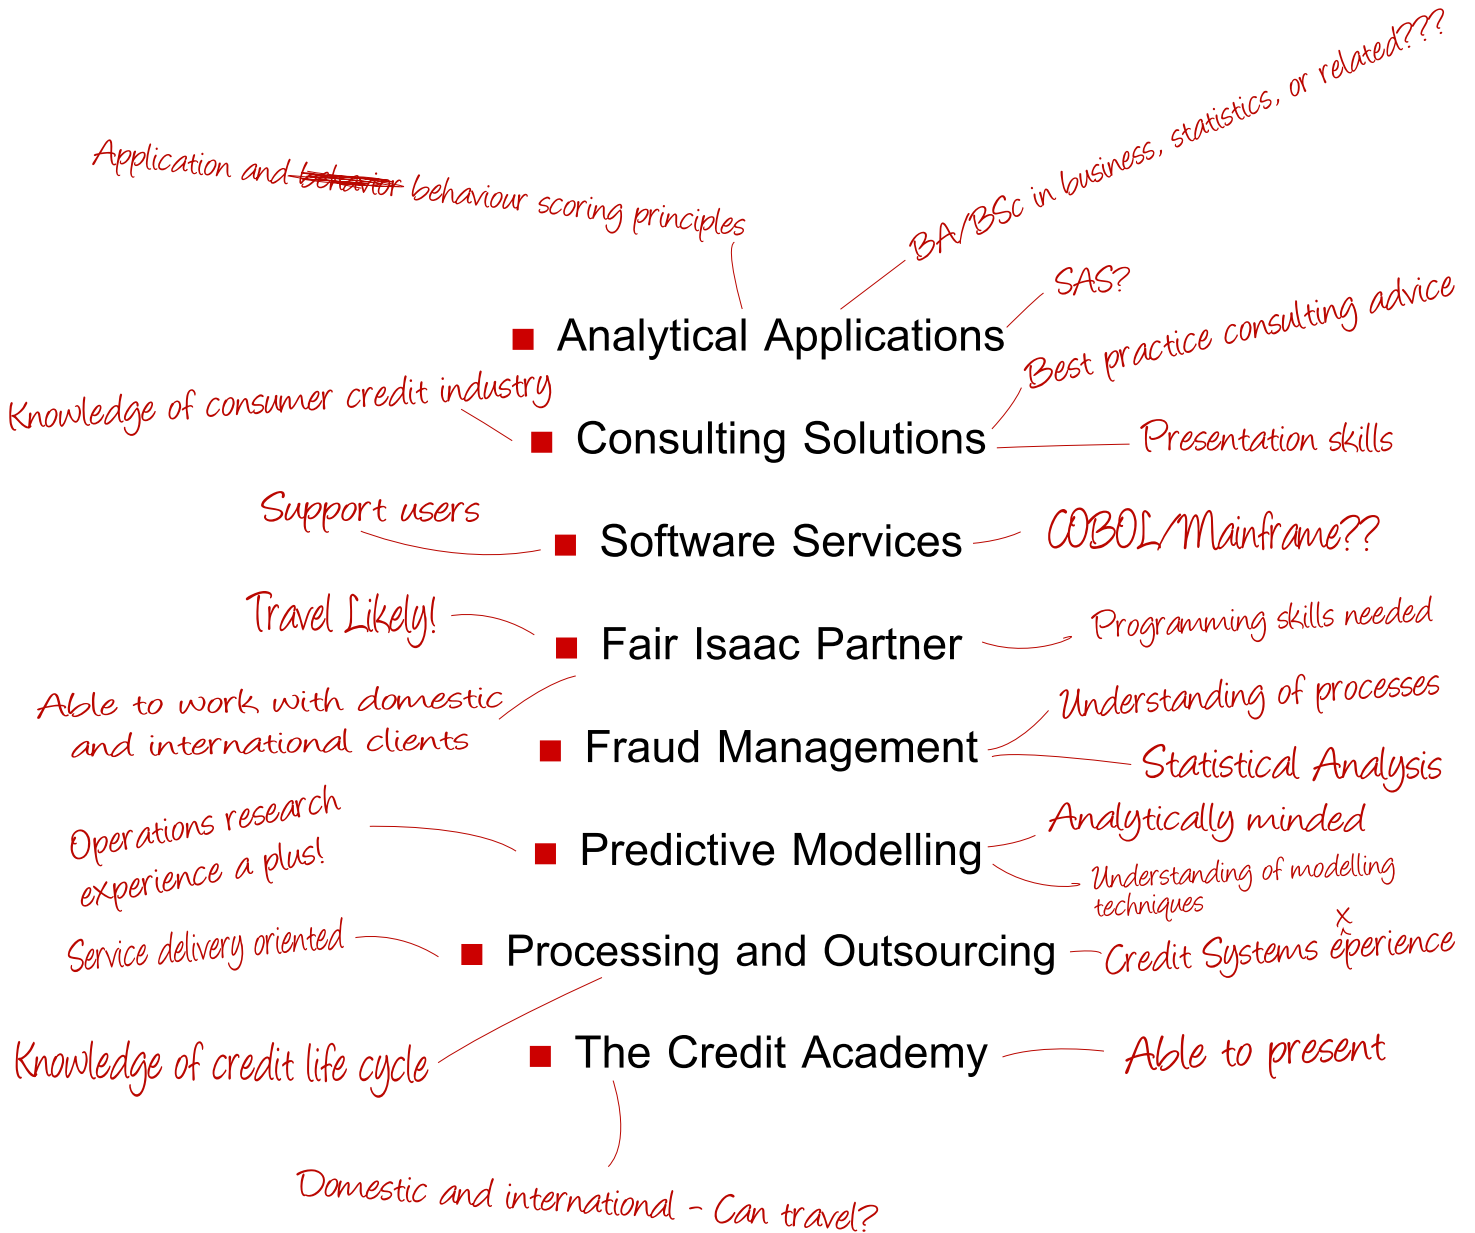 BA/BSc in business, statistics, or related???
Application and behavior behaviour scoring principles
SAS?
Analytical Applications
Best practice consulting advice
Knowledge of consumer credit industry
Consulting Solutions
Presentation skills
Support users
Software Services
COBOL/Mainframe??
Travel Likely!
Fair Isaac Partner
Programming skills needed
Able to work with domestic
and international clients
Understanding of processes
Fraud Management
Statistical Analysis
Operations research
experience a plus!
Analytically minded
Predictive Modelling
Understanding of modelling
techniques
Service delivery oriented
Processing and Outsourcing
x
Credit Systems eperience
Knowledge of credit life cycle
The Credit Academy
Able to present
Domestic and international - Can travel?